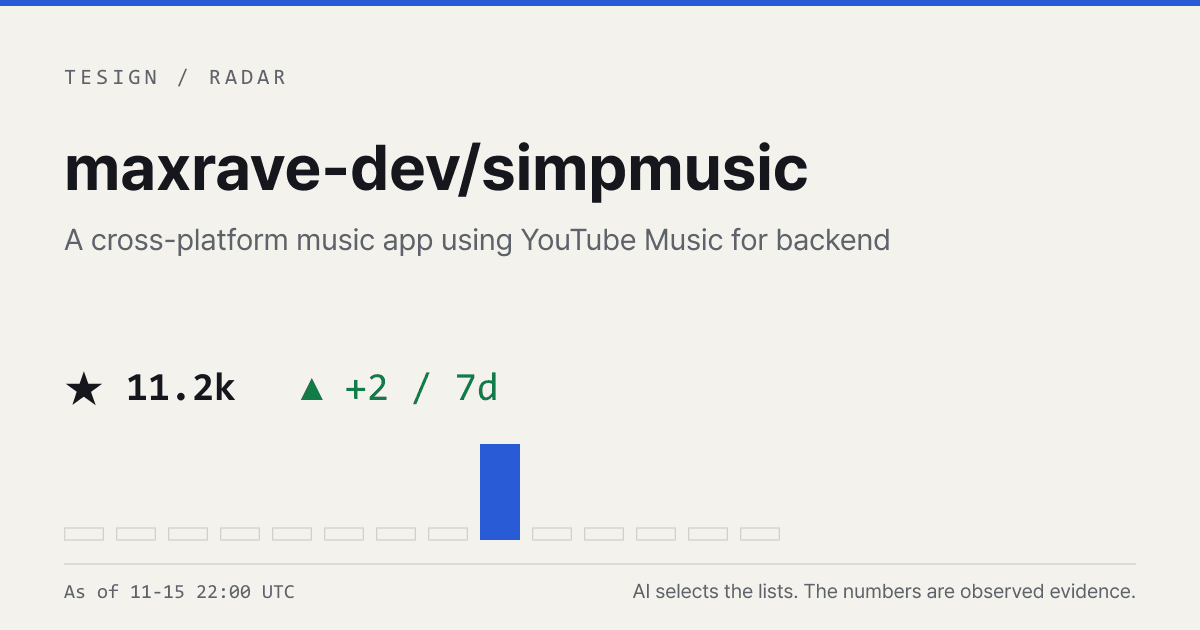 TESIGN / RADAR
maxrave-dev/simpmusic
A cross-platform music app using YouTube Music for backend
★ 11.2k ▲ +2 / 7d
As of 11-15 22:00 UTC
AI selects the lists. The numbers are observed evidence.